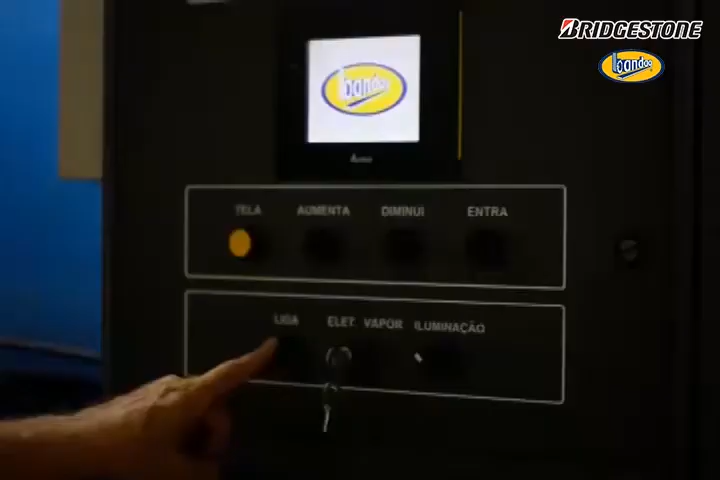 BRIDGESTONE
bandag
bandag
TELA AUMENTA DIMINUI ENTRA
LIGA ELET. VAPOR ILUMINAÇÃO